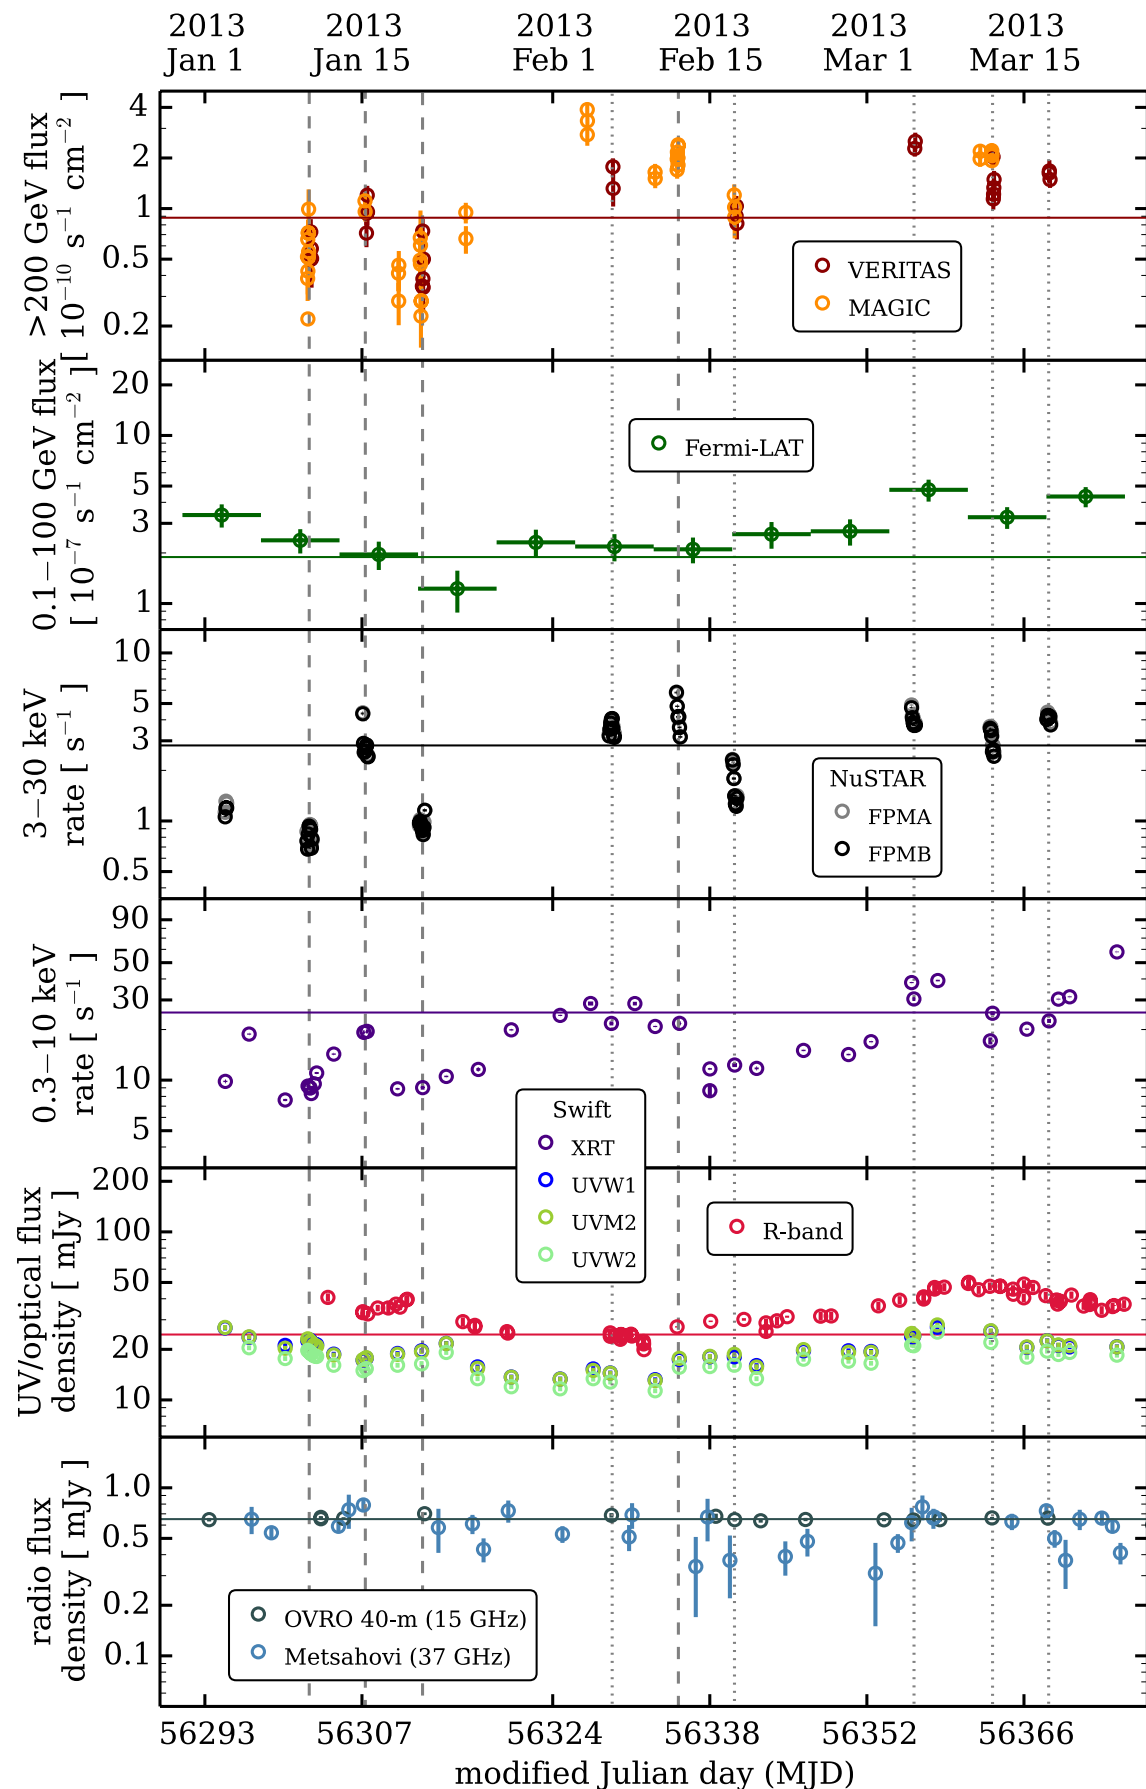 2013 2013 2013 2013 2013 2013
Jan 1 Jan 15 Feb 1 Feb 15 Mar 1 Mar 15
>200 GeV flux
[ 10⁻¹⁰ s⁻¹ cm⁻² ]
4
2
1
0.5
0.2
VERITAS
MAGIC
0.1−100 GeV flux
[ 10⁻⁷ s⁻¹ cm⁻² ]
20
10
5
3
1
Fermi-LAT
3−30 keV
rate [ s⁻¹ ]
10
5
3
1
0.5
NuSTAR
FPMA
FPMB
0.3−10 keV
rate [ s⁻¹ ]
90
50
30
10
5
Swift
XRT
UVW1
UVM2
UVW2
UV/optical flux
density [ mJy ]
200
100
50
20
10
R-band
radio flux
density [ mJy ]
1.0
0.5
0.2
0.1
OVRO 40-m (15 GHz)
Metsahovi (37 GHz)
56293 56307 56324 56338 56352 56366
modified Julian day (MJD)